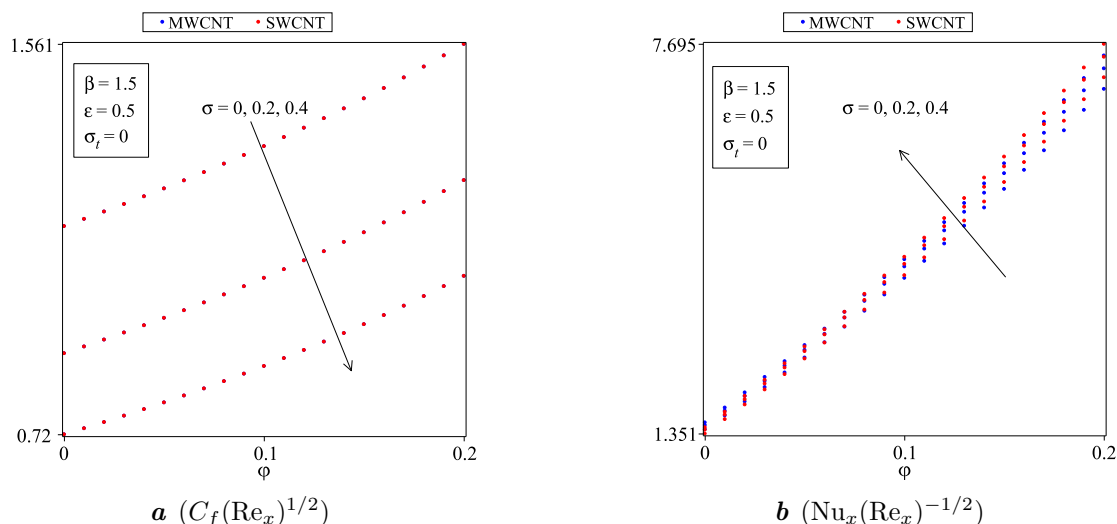 MWCNT SWCNT
1.561
β = 1.5
ε = 0.5
σt = 0
σ = 0, 0.2, 0.4
0.72
0 0.1 0.2
φ
a (Cf(Rex)1/2)
MWCNT SWCNT
7.695
β = 1.5
ε = 0.5
σt = 0
σ = 0, 0.2, 0.4
1.351
0 0.1 0.2
φ
b (Nux(Rex)−1/2)